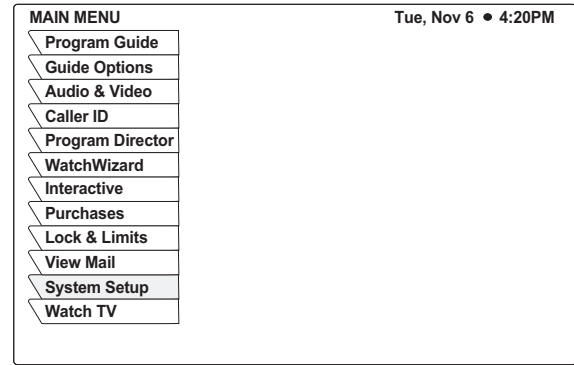 MAIN MENU Tue, Nov 6 ● 4:20PM
Program Guide
Guide Options
Audio & Video
Caller ID
Program Director
WatchWizard
Interactive
Purchases
Lock & Limits
View Mail
System Setup
Watch TV